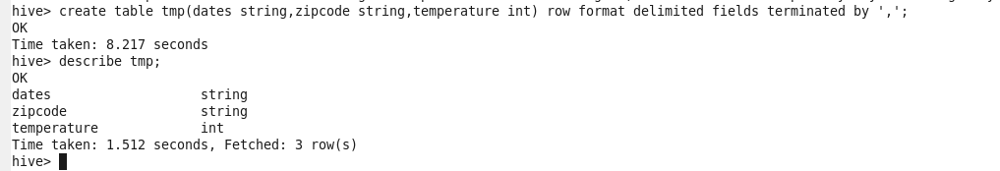 hive> create table tmp(dates string,zipcode string,temperature int) row format delimited fields terminated by ',';
OK
Time taken: 8.217 seconds
hive> describe tmp;
OK
dates                   string
zipcode                 string
temperature             int
Time taken: 1.512 seconds, Fetched: 3 row(s)
hive>